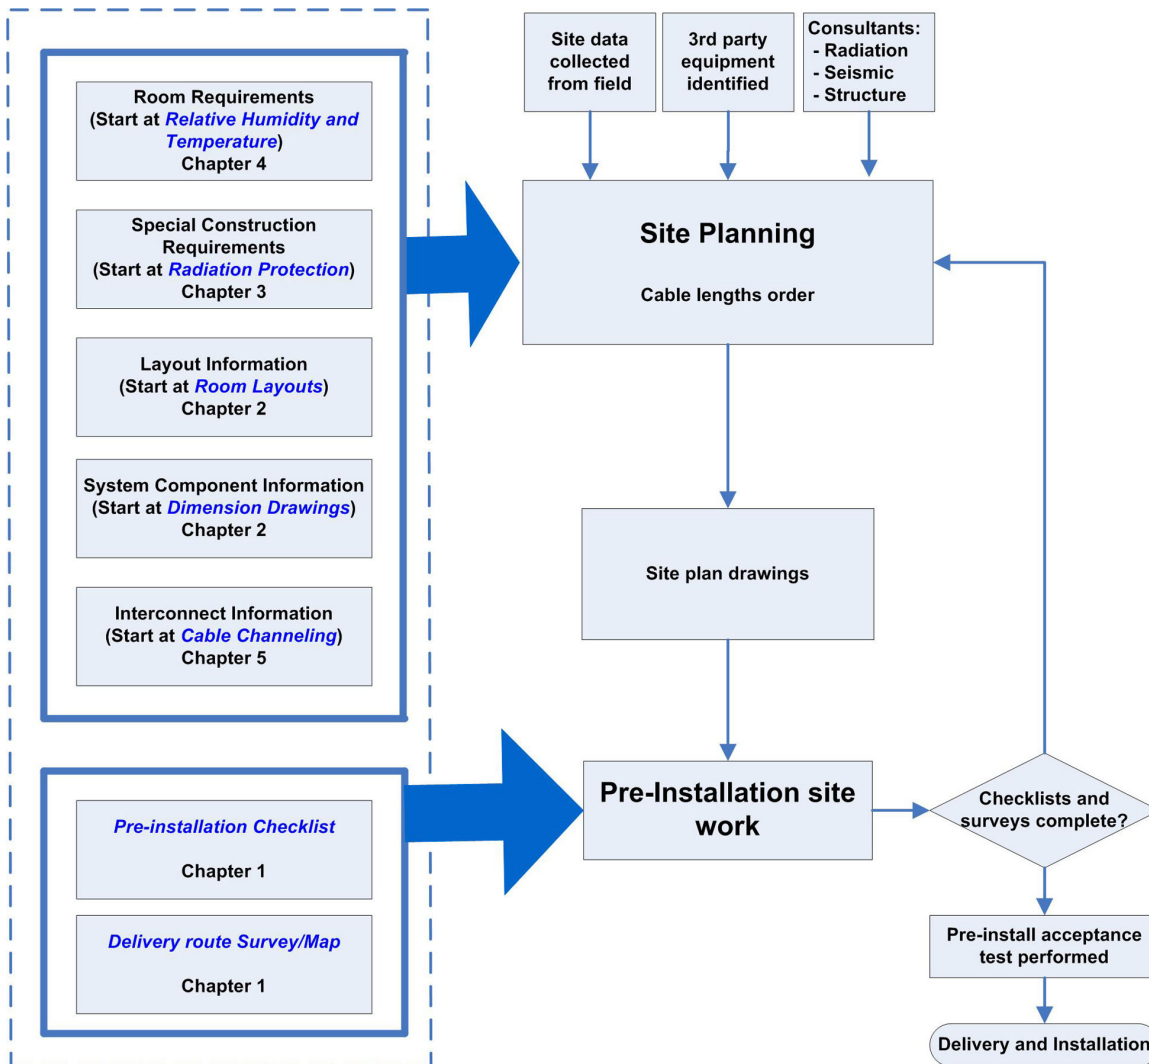 Room Requirements
(Start at Relative Humidity and
Temperature)
Chapter 4
Special Construction
Requirements
(Start at Radiation Protection)
Chapter 3
Layout Information
(Start at Room Layouts)
Chapter 2
System Component Information
(Start at Dimension Drawings)
Chapter 2
Interconnect Information
(Start at Cable Channeling)
Chapter 5
Pre-installation Checklist
Chapter 1
Delivery route Survey/Map
Chapter 1
Site data
collected
from field
3rd party
equipment
identified
Consultants:
- Radiation
- Seismic
- Structure
Site Planning
Cable lengths order
Site plan drawings
Pre-Installation site
work
Checklists and
surveys complete?
Pre-install acceptance
test performed
Delivery and Installation